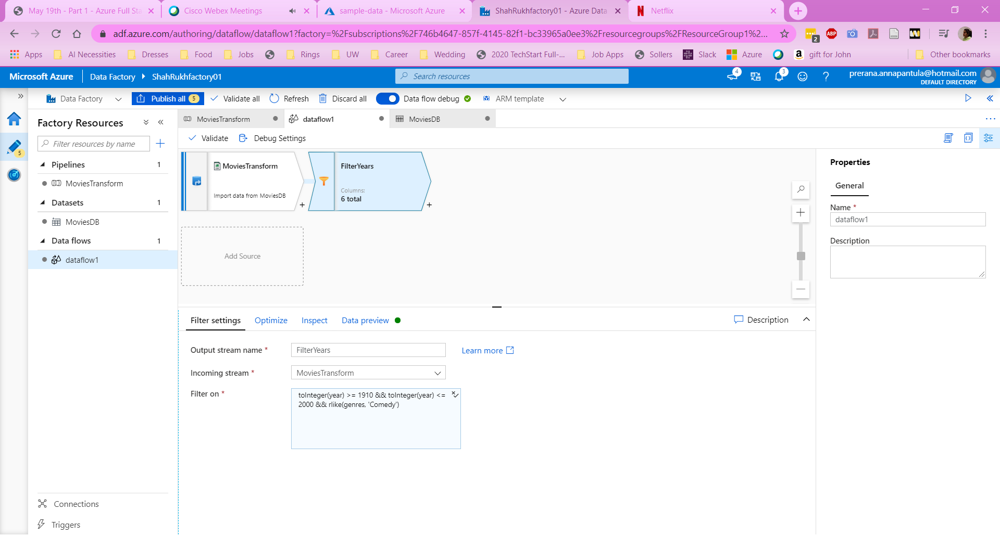 May 19th - Part 1 - Azure Full Sta
Cisco Webex Meetings
sample-data - Microsoft Azure
ShahRukhfactory01 - Azure Data
Netflix
adf.azure.com/authoring/dataflow/dataflow1?factory=%2Fsubscriptions%2F746b4647-857f-4145-82f1-bc33965a0ee3%2Fresourcegroups%2FResourceGroup1%2...
2
ABP
Apps
AI Necessities
Dresses
Food
Jobs
Rings
UW
Career
Wedding
2020 TechStart Full-...
Job Apps
Sollers
Slack
Azure
gift for John
Other bookmarks
Microsoft Azure
Data Factory
ShahRukhfactory01
Search resources
4
3
prerana.annapantula@hotmail.com
DEFAULT DIRECTORY
Data Factory
Publish all 5
Validate all
Refresh
Discard all
Data flow debug
ARM template
5
Factory Resources
Filter resources by name
Pipelines 1
MoviesTransform
Datasets 1
MoviesDB
Data flows 1
dataflow1
Connections
Triggers
MoviesTransform
dataflow1
MoviesDB
Validate
Debug Settings
MoviesTransform
Import data from MoviesDB
FilterYears
Columns:
6 total
Add Source
Filter settings
Optimize
Inspect
Data preview
Description
Output stream name *
FilterYears
Learn more
Incoming stream *
MoviesTransform
Filter on *
toInteger(year) >= 1910 && toInteger(year) <=
2000 && rlike(genres, 'Comedy')
Properties
General
Name *
dataflow1
Description